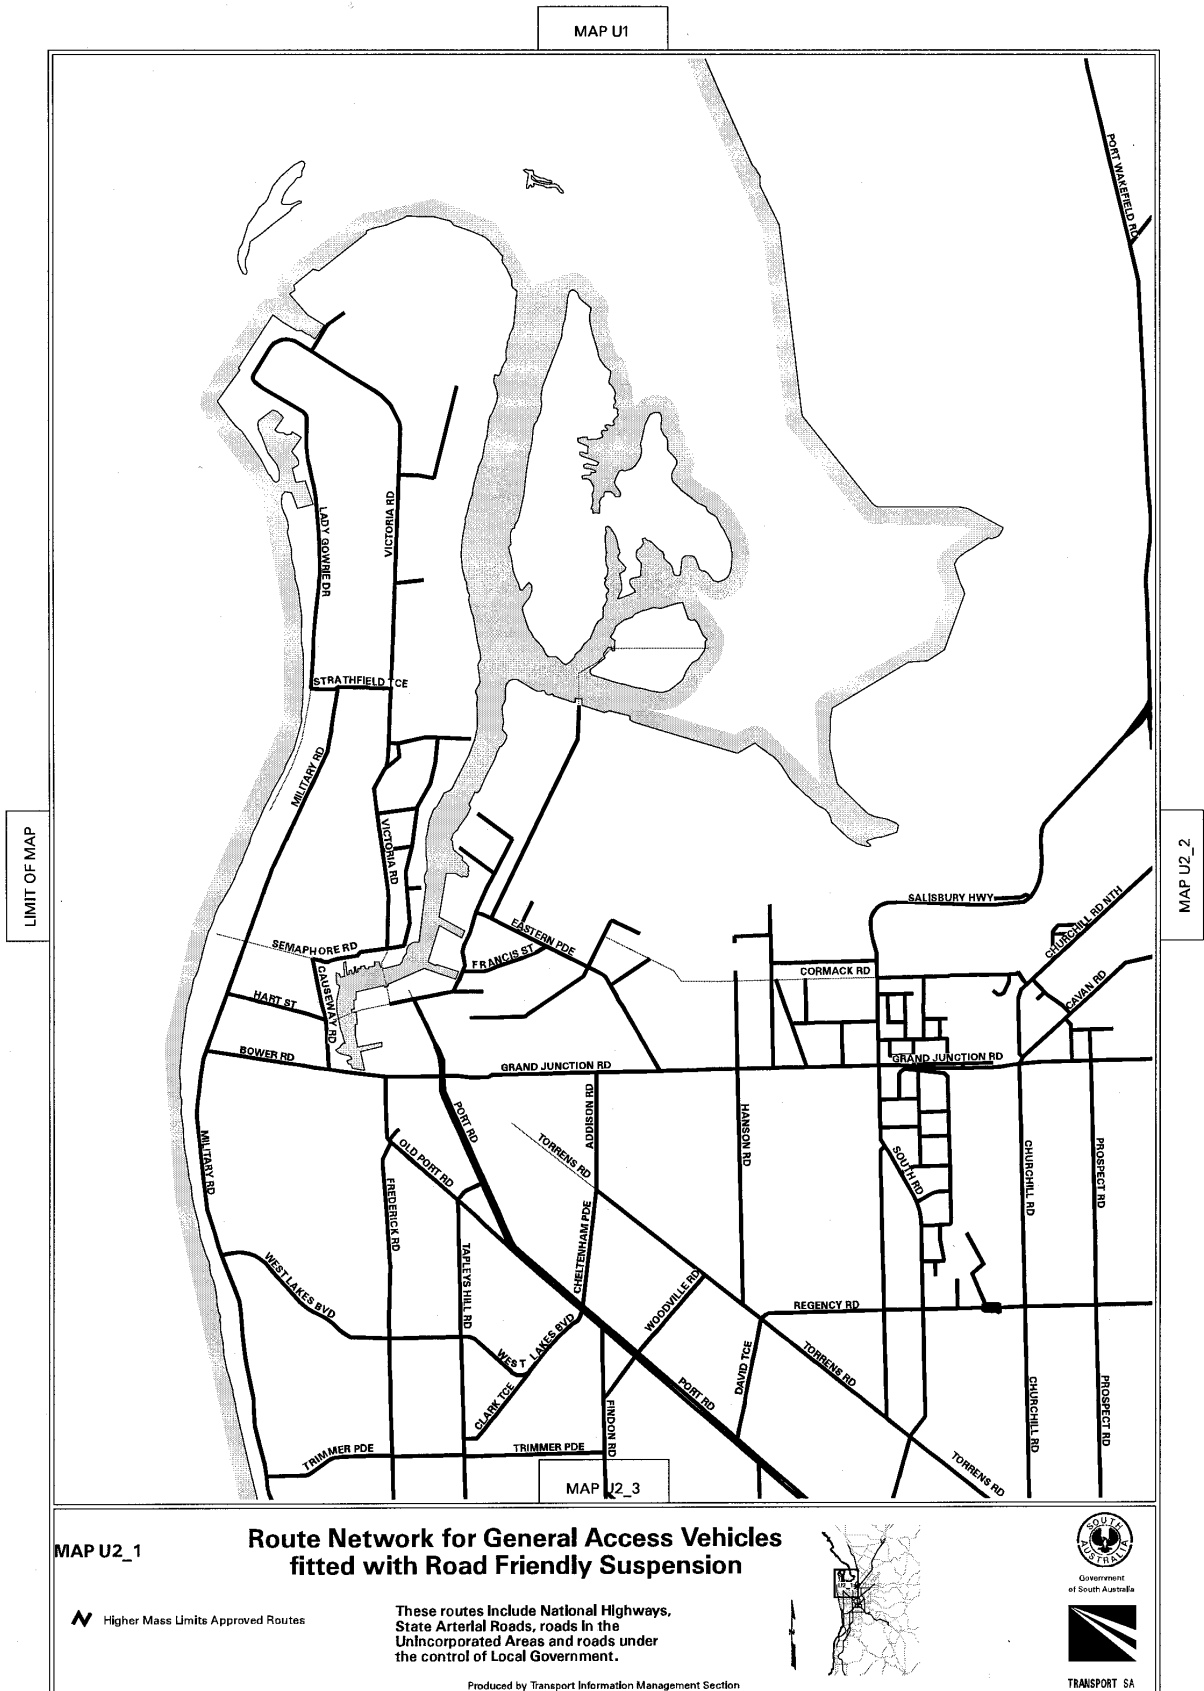 MAP U1
PORT WAKEFIELD RD
LADY GOWRIE DR
VICTORIA RD
STRATHFIELD TCE
MILITARY RD
VICTORIA RD
LIMIT OF MAP
MAP U2_2
SALISBURY HWY
CHURCHILL RD NTH
SEMAPHORE RD
EASTERN PDE
FRANCIS ST
CAUSEWAY RD
CORMACK RD
CAVAN RD
HART ST
BOWER RD
GRAND JUNCTION RD
GRAND JUNCTION RD
PORT RD
ADDISON RD
HANSON RD
MILITARY RD
OLD PORT RD
TORRENS RD
SOUTH RD
CHURCHILL RD
PROSPECT RD
FREDERICK RD
TAPLEYS HILL RD
CHELTENHAM PDE
WEST LAKES BVD
WOODVILLE RD
REGENCY RD
WEST LAKES BVD
DAVID TCE
TORRENS RD
CLARK TCE
PORT RD
FINDON RD
CHURCHILL RD
PROSPECT RD
TRIMMER PDE
TRIMMER PDE
TORRENS RD
MAP U2_3
MAP U2_1
Route Network for General Access Vehicles
fitted with Road Friendly Suspension
Higher Mass Limits Approved Routes
These routes include National Highways,
State Arterial Roads, roads in the
Unincorporated Areas and roads under
the control of Local Government.
Produced by Transport Information Management Section
SOUTH
AUSTRALIA
Government
of South Australia
TRANSPORT SA